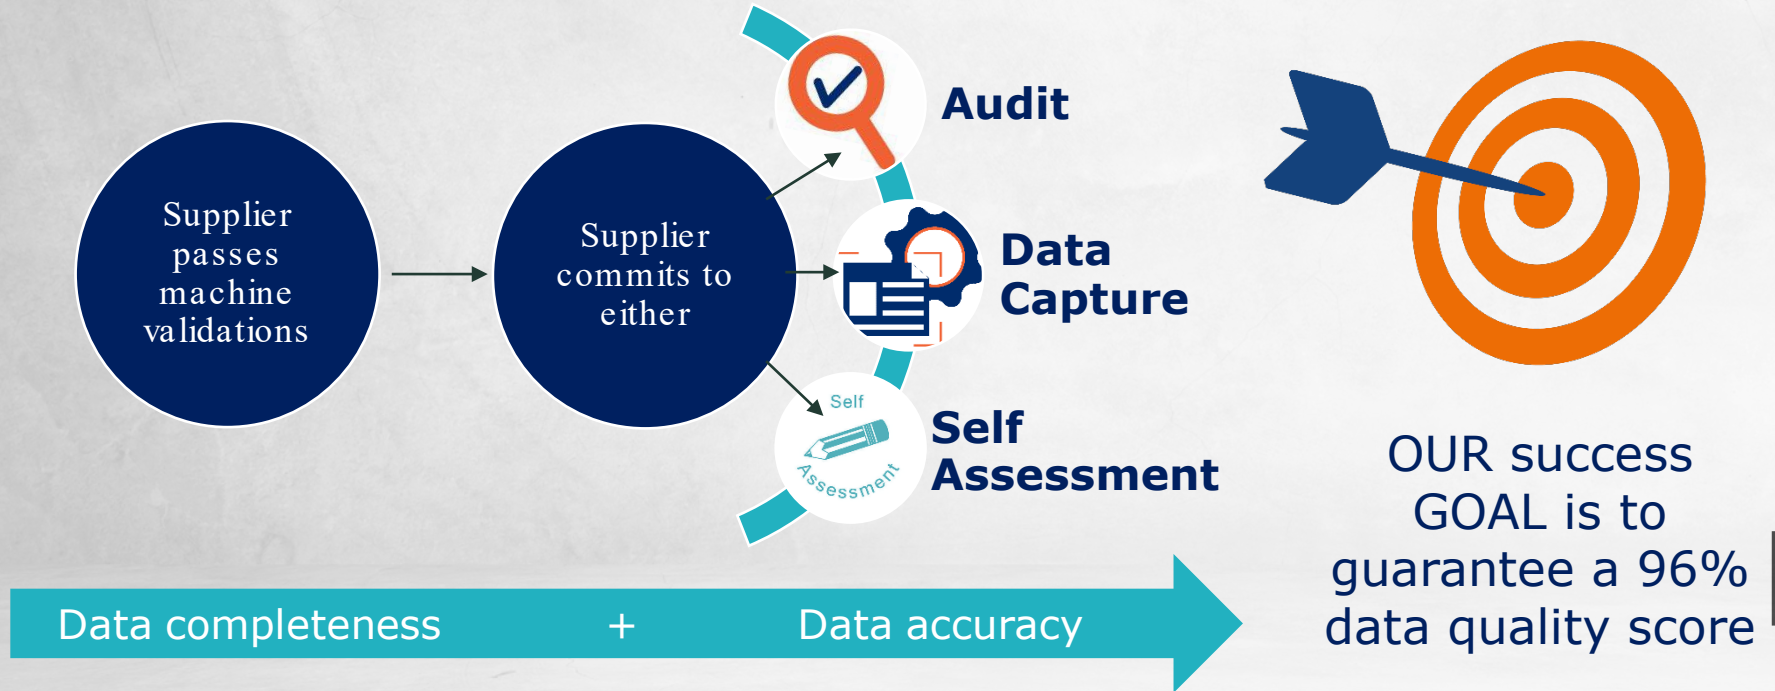 Supplier
passes
machine
validations
Supplier
commits to
either
Audit
Data
Capture
Self
Assessment
Self
Assessment
OUR success
GOAL is to
guarantee a 96%
data quality score
Data completeness + Data accuracy